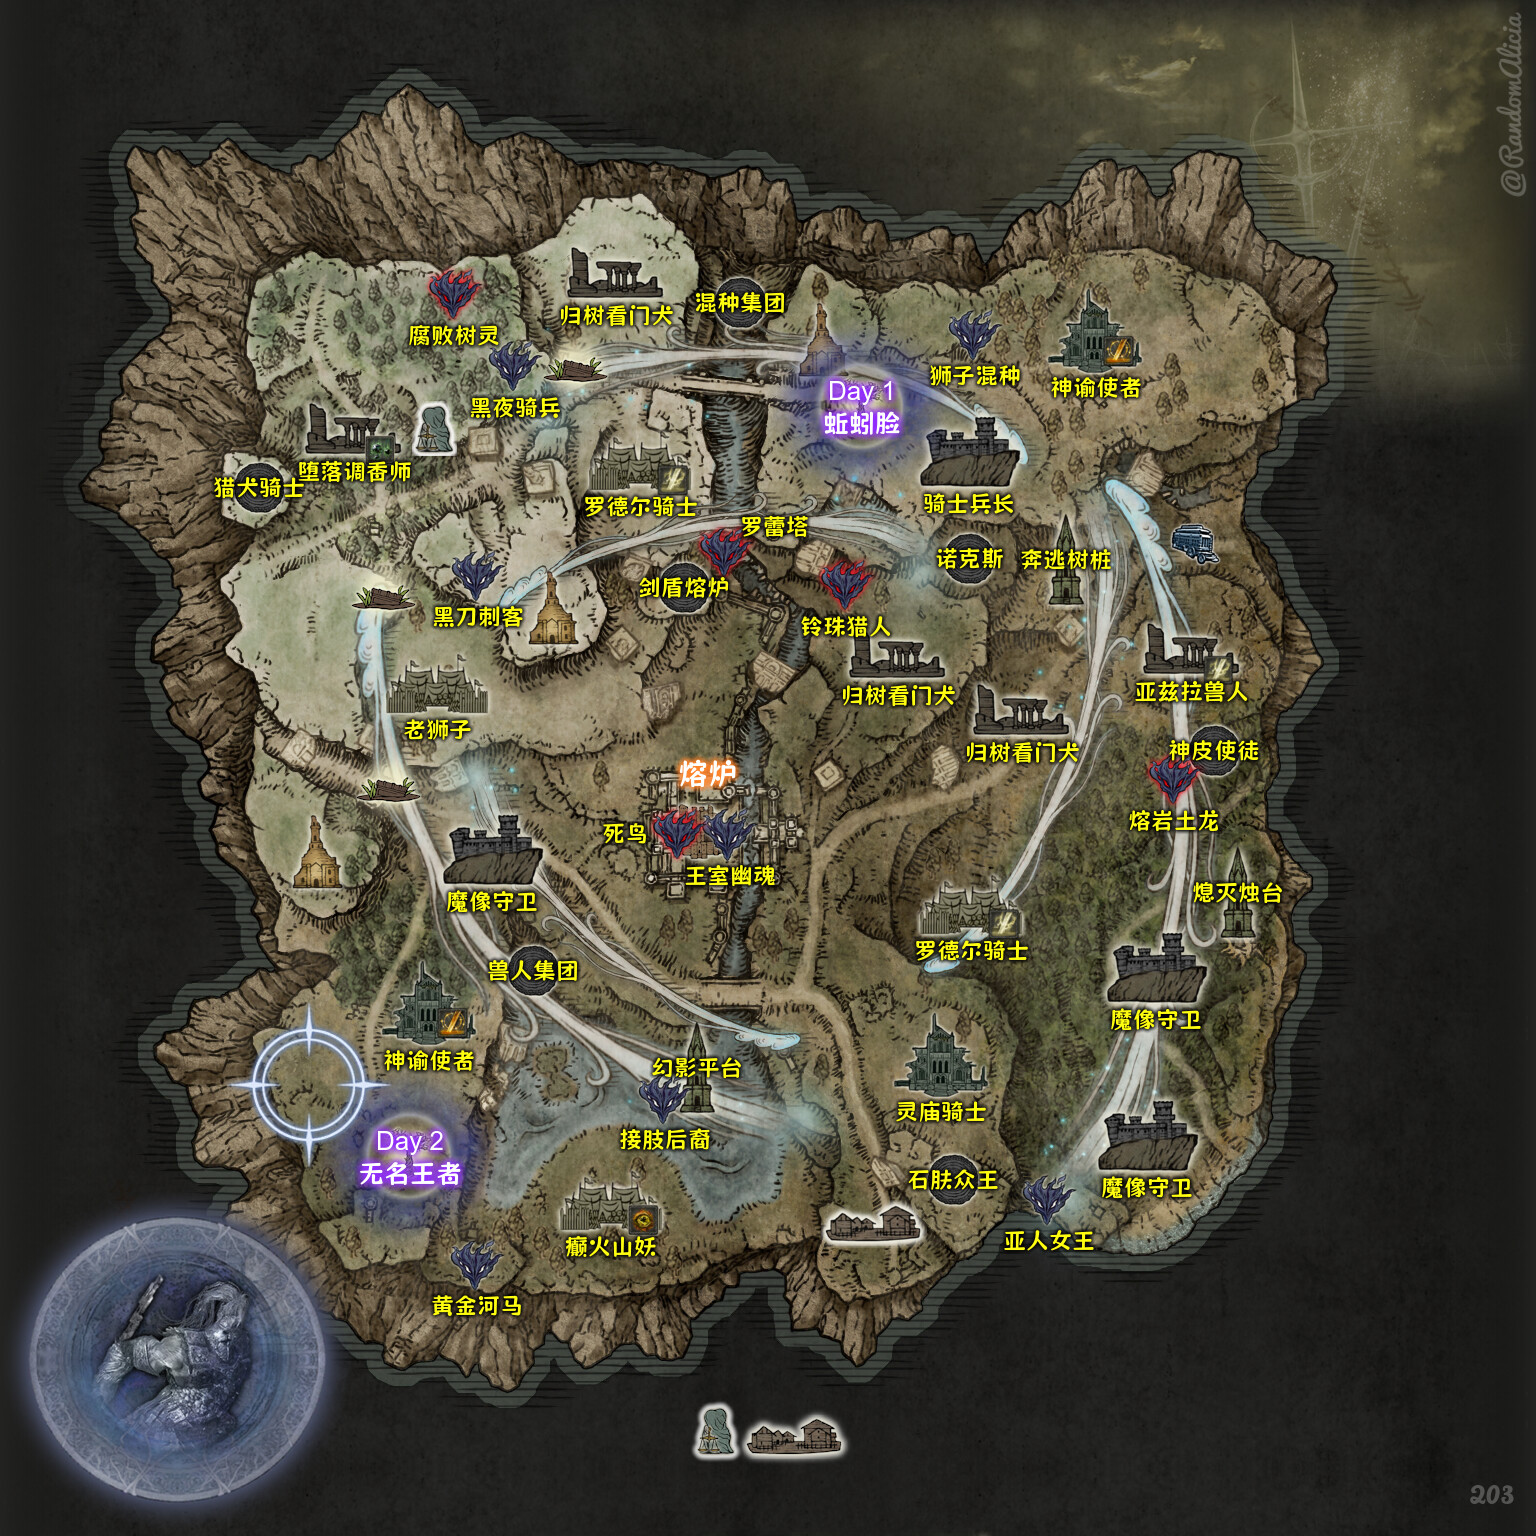 @RandomAlicia
腐败树灵
归树看门犬
混种集团
黑夜骑兵
Day 1
蚯蚓脸
狮子混种
神谕使者
猎犬骑士
堕落调香师
罗德尔骑士
骑士兵长
罗蕾塔
诺克斯
奔逃树桩
黑刀刺客
剑盾熔炉
铃珠猎人
归树看门犬
亚兹拉兽人
老狮子
归树看门犬
神皮使徒
熔炉
熔岩土龙
死鸟
王室幽魂
魔像守卫
熄灭烛台
罗德尔骑士
兽人集团
魔像守卫
神谕使者
幻影平台
接肢后裔
灵庙骑士
Day 2
无名王者
石肤众王
魔像守卫
癫火山妖
亚人女王
黄金河马
203